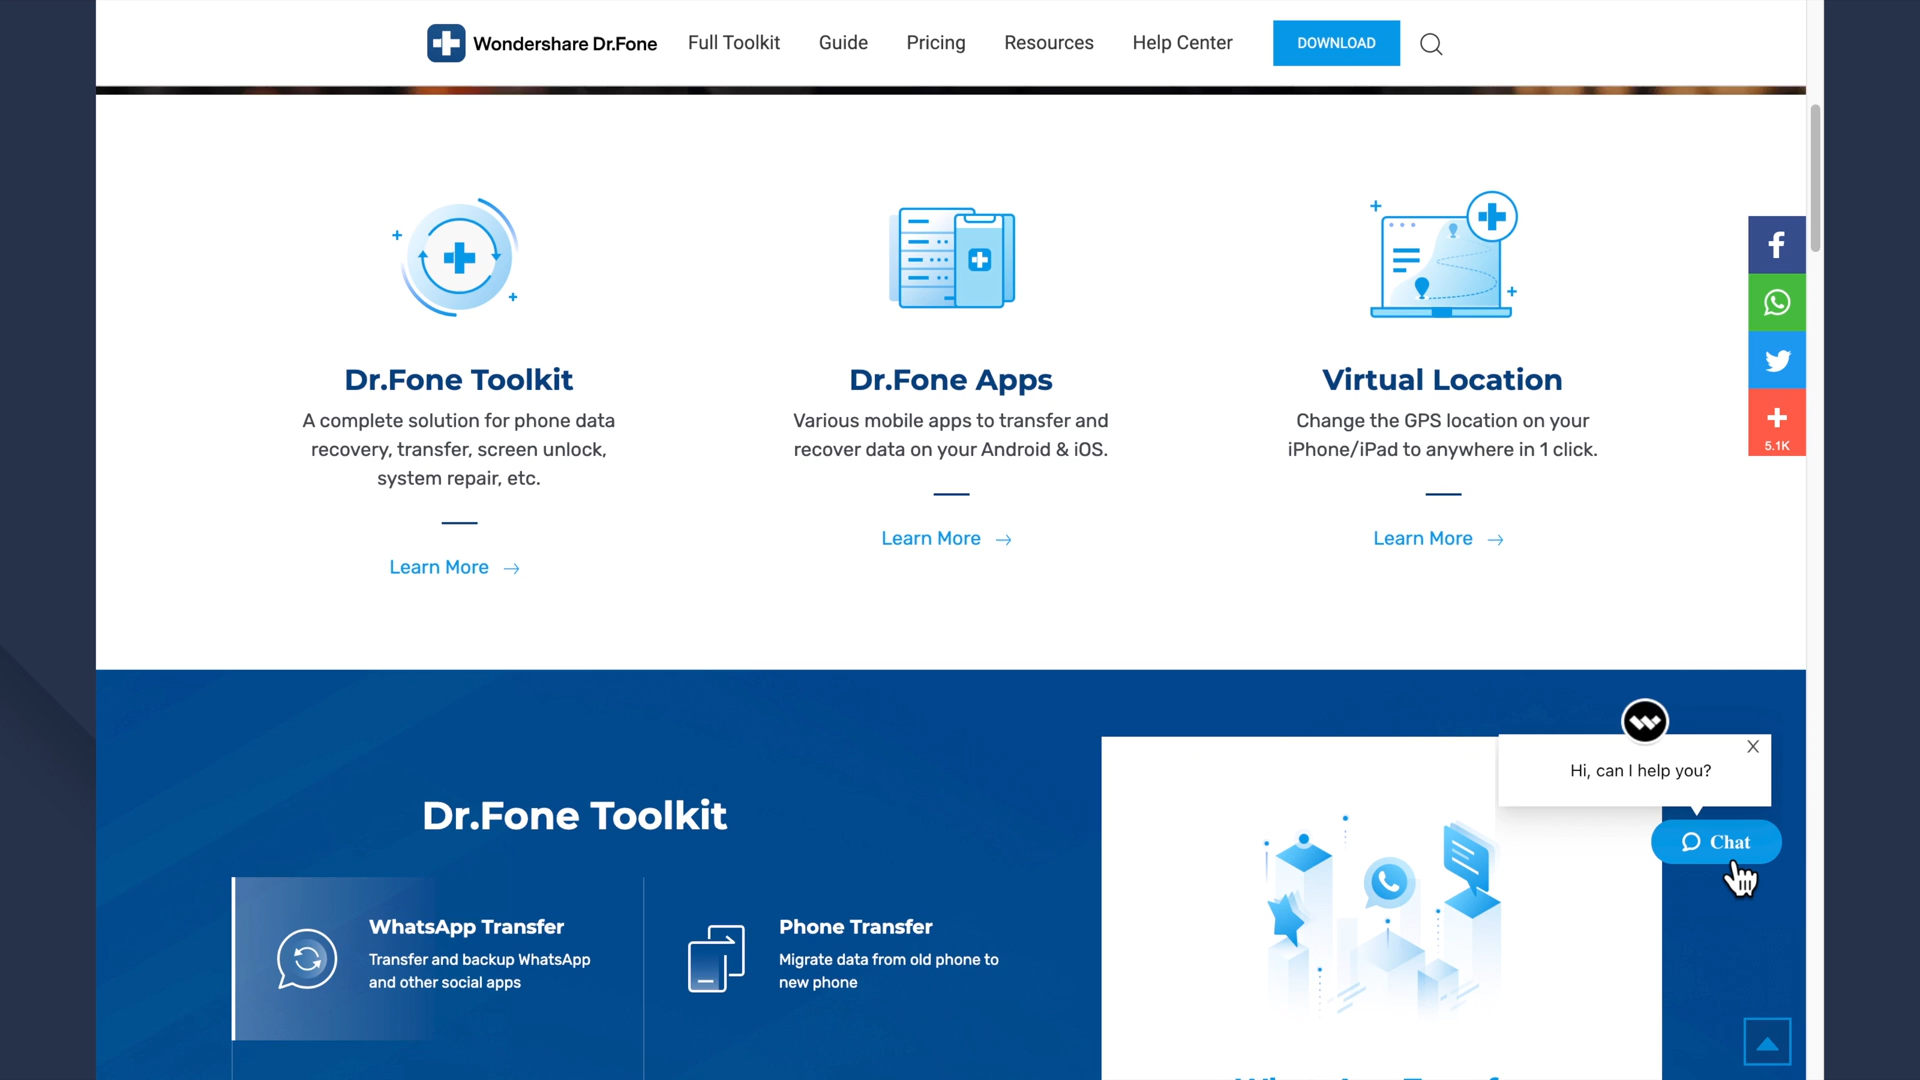 Wondershare Dr.Fone
Full Toolkit
Guide
Pricing
Resources
Help Center
DOWNLOAD
5.1K
Dr.Fone Toolkit
A complete solution for phone data
recovery, transfer, screen unlock,
system repair, etc.
Learn More
Dr.Fone Apps
Various mobile apps to transfer and
recover data on your Android & iOS.
Learn More
Virtual Location
Change the GPS location on your
iPhone/iPad to anywhere in 1 click.
Learn More
Hi, can I help you?
X
Chat
Dr.Fone Toolkit
WhatsApp Transfer
Transfer and backup WhatsApp
and other social apps
Phone Transfer
Migrate data from old phone to
new phone